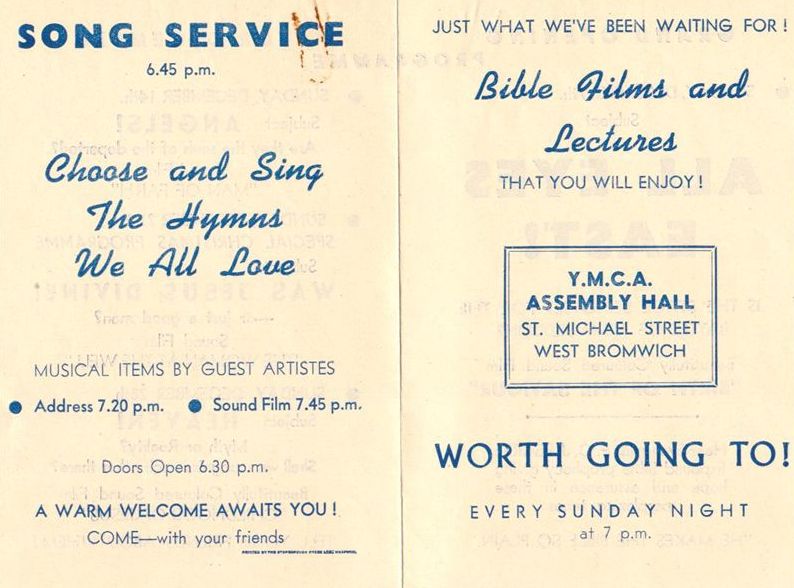 SONG SERVICE
6.45 p.m.
Choose and Sing
The Hymns
We All Love
MUSICAL ITEMS BY GUEST ARTISTES
● Address 7.20 p.m. ● Sound Film 7.45 p.m.
Doors Open 6.30 p.m.
A WARM WELCOME AWAITS YOU!
COME—with your friends
JUST WHAT WE'VE BEEN WAITING FOR!
Bible Films and
Lectures
THAT YOU WILL ENJOY!
Y.M.C.A.
ASSEMBLY HALL
ST. MICHAEL STREET
WEST BROMWICH
WORTH GOING TO!
EVERY SUNDAY NIGHT
at 7 p.m.